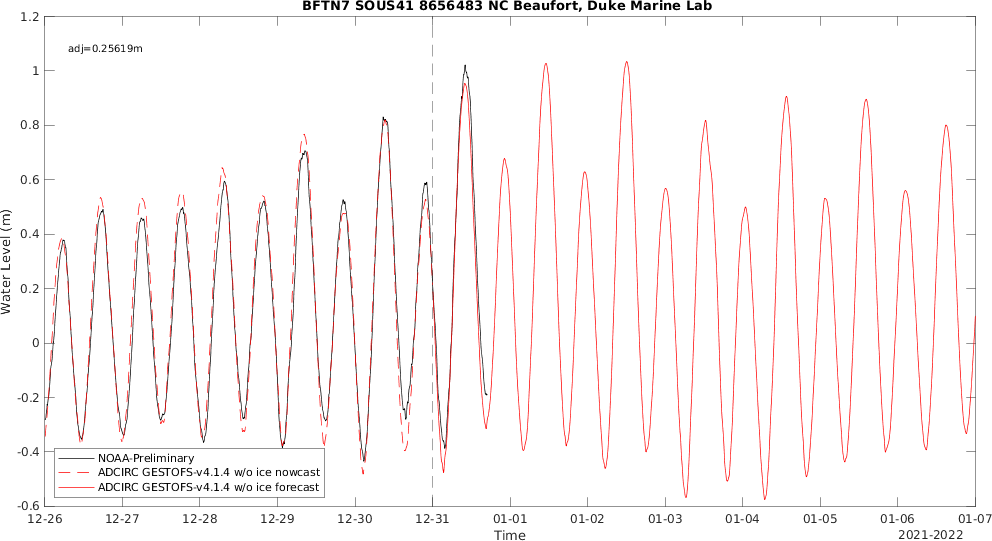 BFTN7 SOUS41 8656483 NC Beaufort, Duke Marine Lab
adj=0.25619m
1.2
1
0.8
0.6
0.4
0.2
0
-0.2
-0.4
-0.6
Water Level (m)
NOAA-Preliminary
ADCIRC GESTOFS-v4.1.4 w/o ice nowcast
ADCIRC GESTOFS-v4.1.4 w/o ice forecast
12-26 12-27 12-28 12-29 12-30 12-31 01-01 01-02 01-03 01-04 01-05 01-06 01-07
Time
2021-2022